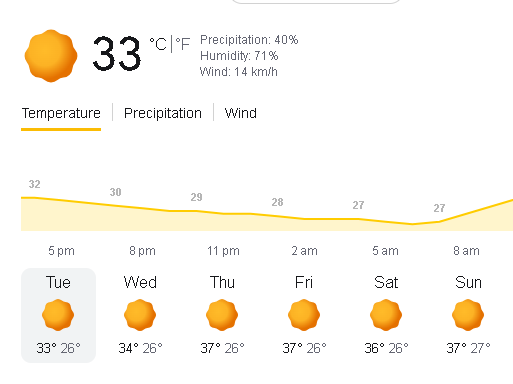 33 °C|°F
Precipitation: 40%
Humidity: 71%
Wind: 14 km/h
Temperature Precipitation Wind
32 30 29 28 27 27
5 pm 8 pm 11 pm 2 am 5 am 8 am
Tue Wed Thu Fri Sat Sun
33° 26° 34° 26° 37° 26° 37° 26° 36° 26° 37° 27°